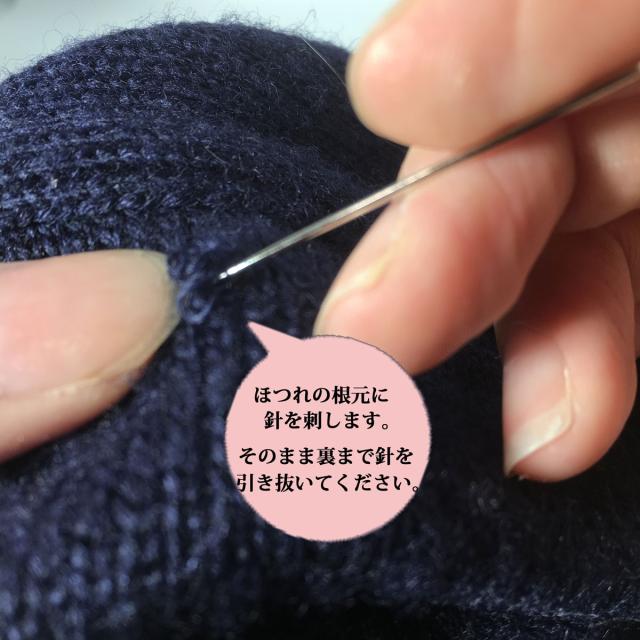 ほつれの根元に
針を刺します。
そのまま裏まで針を
引き抜いてください。